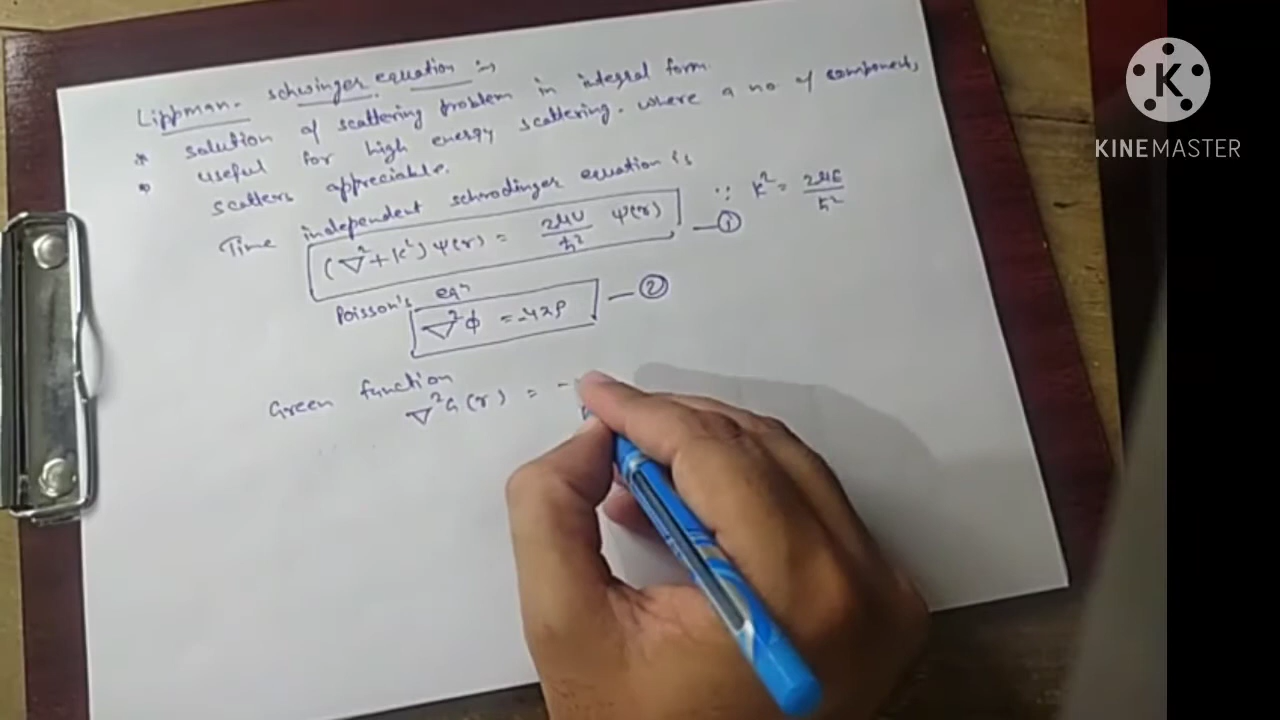 Lippman- schwinger equation :-
* solution of scattering problem in integral form.
* useful for high energy scattering. where a no of component,
scatters appreciable.
Time independent schrodinger equation is
(∇²+K²) ψ(r) = 2μU/ħ² ψ(r) —① ∵ K² = 2μE/ħ²
Poisson's eqⁿ
∇²ϕ = -4πρ —②
Green function
∇²G(r) = -
K
KINEMASTER